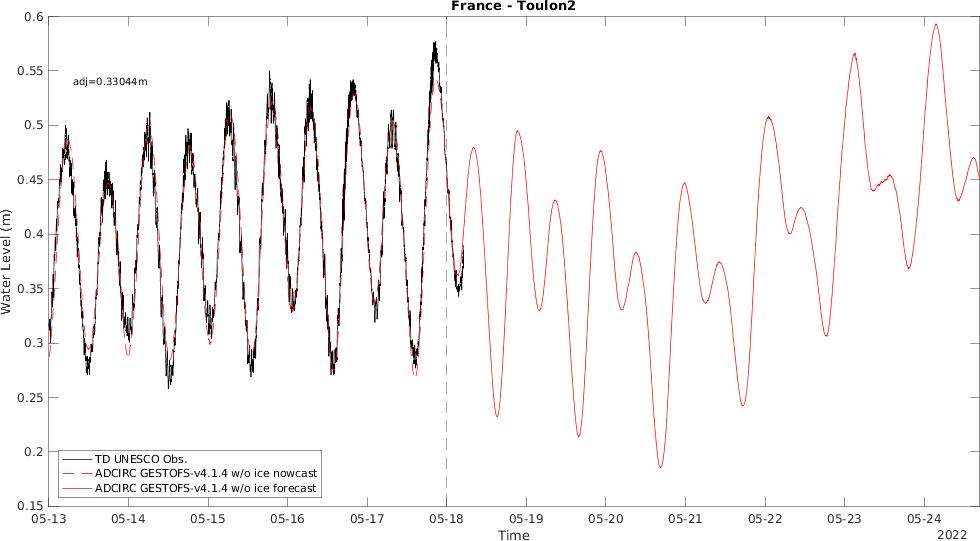 France - Toulon2
0.6
0.55
0.5
0.45
0.4
0.35
0.3
0.25
0.2
0.15
Water Level (m)
adj=0.33044m
TD UNESCO Obs.
ADCIRC GESTOFS-v4.1.4 w/o ice nowcast
ADCIRC GESTOFS-v4.1.4 w/o ice forecast
05-13 05-14 05-15 05-16 05-17 05-18 05-19 05-20 05-21 05-22 05-23 05-24
Time
2022